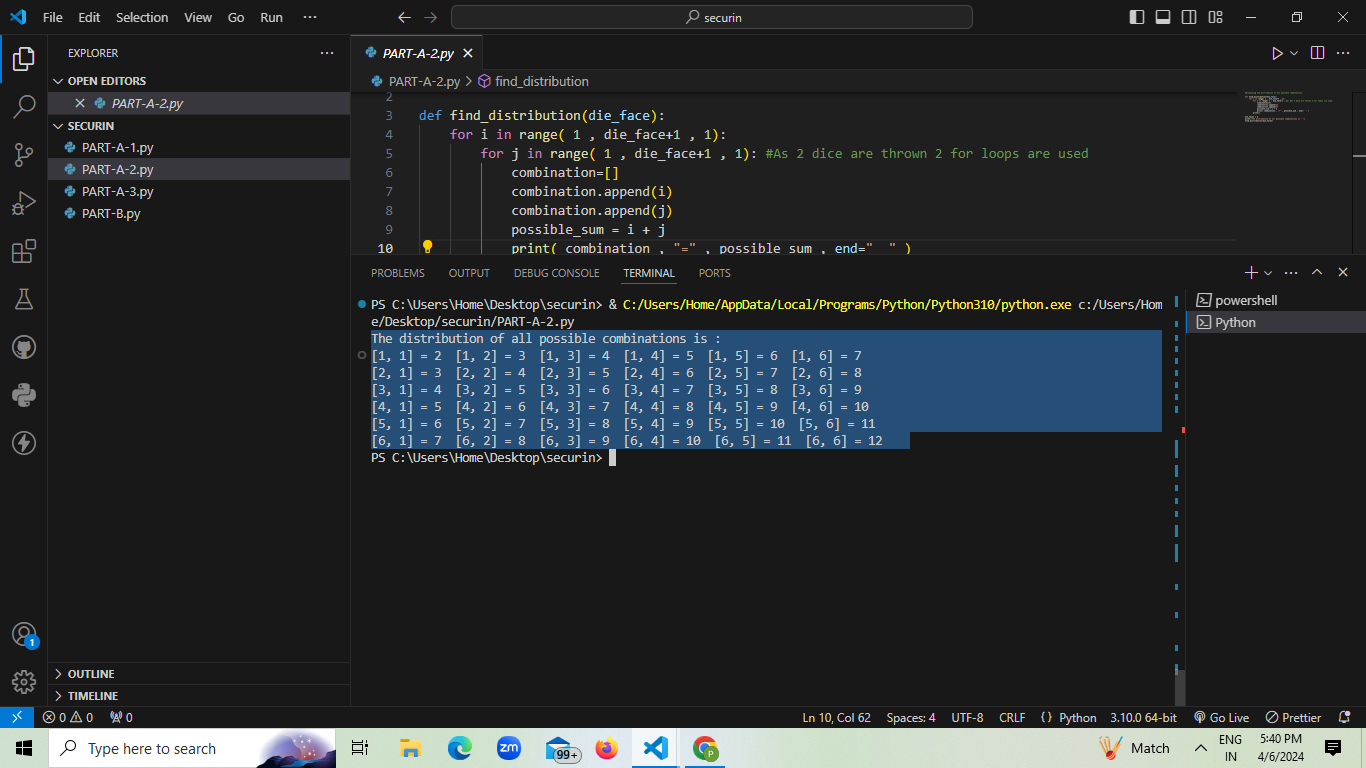 File Edit Selection View Go Run ··· securin
EXPLORER ···
OPEN EDITORS
PART-A-2.py
SECURIN
PART-A-1.py
PART-A-2.py
PART-A-3.py
PART-B.py
OUTLINE
TIMELINE
PART-A-2.py
PART-A-2.py > find_distribution
2
3 def find_distribution(die_face):
4 for i in range( 1 , die_face+1 , 1):
5 for j in range( 1 , die_face+1 , 1): #As 2 dice are thrown 2 for loops are used
6 combination=[]
7 combination.append(i)
8 combination.append(j)
9 possible_sum = i + j
10 print( combination , "=" , possible_sum , end="  " )
PROBLEMS OUTPUT DEBUG CONSOLE TERMINAL PORTS
PS C:\Users\Home\Desktop\securin> & C:/Users/Home/AppData/Local/Programs/Python/Python310/python.exe c:/Users/Hom
e/Desktop/securin/PART-A-2.py
The distribution of all possible combinations is :
[1, 1] = 2  [1, 2] = 3  [1, 3] = 4  [1, 4] = 5  [1, 5] = 6  [1, 6] = 7
[2, 1] = 3  [2, 2] = 4  [2, 3] = 5  [2, 4] = 6  [2, 5] = 7  [2, 6] = 8
[3, 1] = 4  [3, 2] = 5  [3, 3] = 6  [3, 4] = 7  [3, 5] = 8  [3, 6] = 9
[4, 1] = 5  [4, 2] = 6  [4, 3] = 7  [4, 4] = 8  [4, 5] = 9  [4, 6] = 10
[5, 1] = 6  [5, 2] = 7  [5, 3] = 8  [5, 4] = 9  [5, 5] = 10  [5, 6] = 11
[6, 1] = 7  [6, 2] = 8  [6, 3] = 9  [6, 4] = 10  [6, 5] = 11  [6, 6] = 12
PS C:\Users\Home\Desktop\securin>
powershell
Python
0 0 0 Ln 10, Col 62 Spaces: 4 UTF-8 CRLF {} Python 3.10.0 64-bit Go Live Prettier
1
Type here to search zm 99+ P Match ENG
IN
5:40 PM
4/6/2024